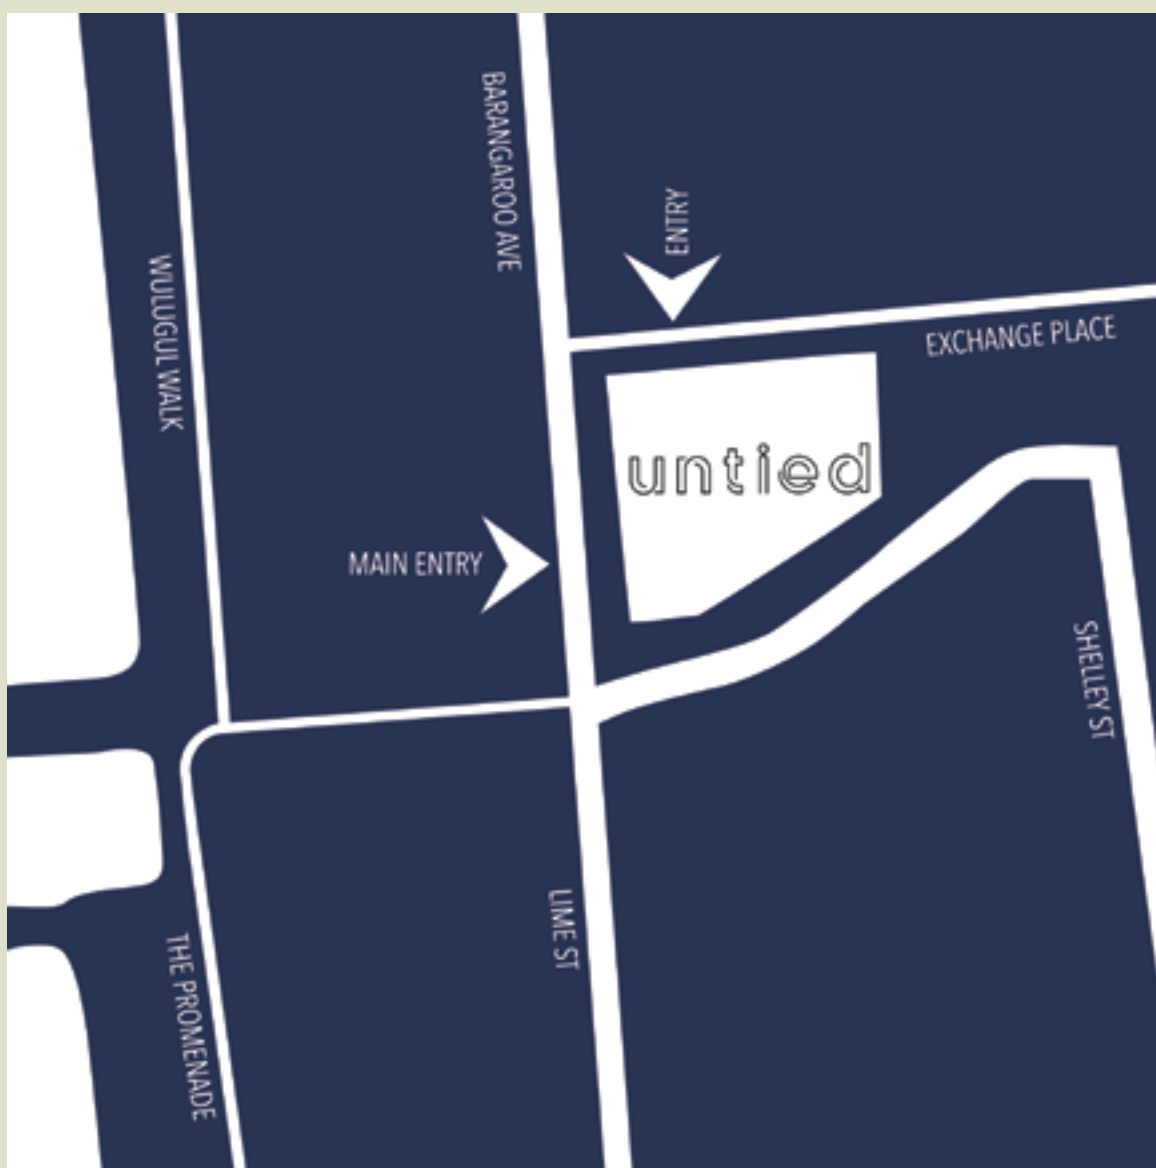 BARANGAROO AVE
ENTRY
WULUGUL WALK
EXCHANGE PLACE
untied
MAIN ENTRY
SHELLEY ST
LIME ST
THE PROMENADE